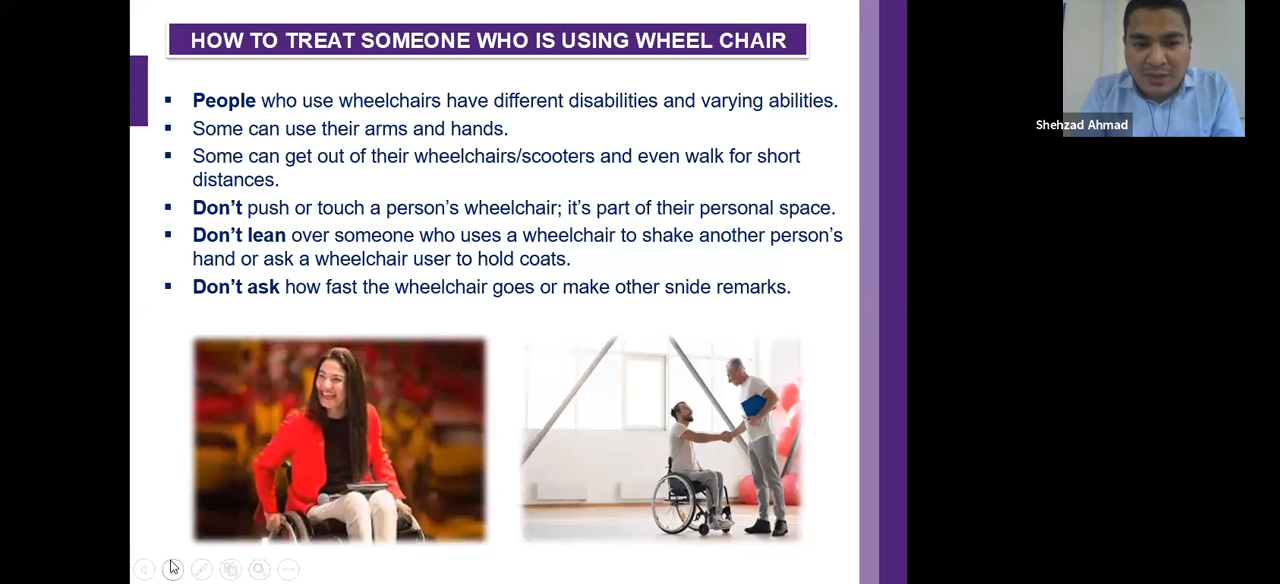 HOW TO TREAT SOMEONE WHO IS USING WHEEL CHAIR
People who use wheelchairs have different disabilities and varying abilities.
Some can use their arms and hands.
Some can get out of their wheelchairs/scooters and even walk for short
distances.
Don't push or touch a person's wheelchair; it's part of their personal space.
Don't lean over someone who uses a wheelchair to shake another person's
hand or ask a wheelchair user to hold coats.
Don't ask how fast the wheelchair goes or make other snide remarks.
Shehzad Ahmad